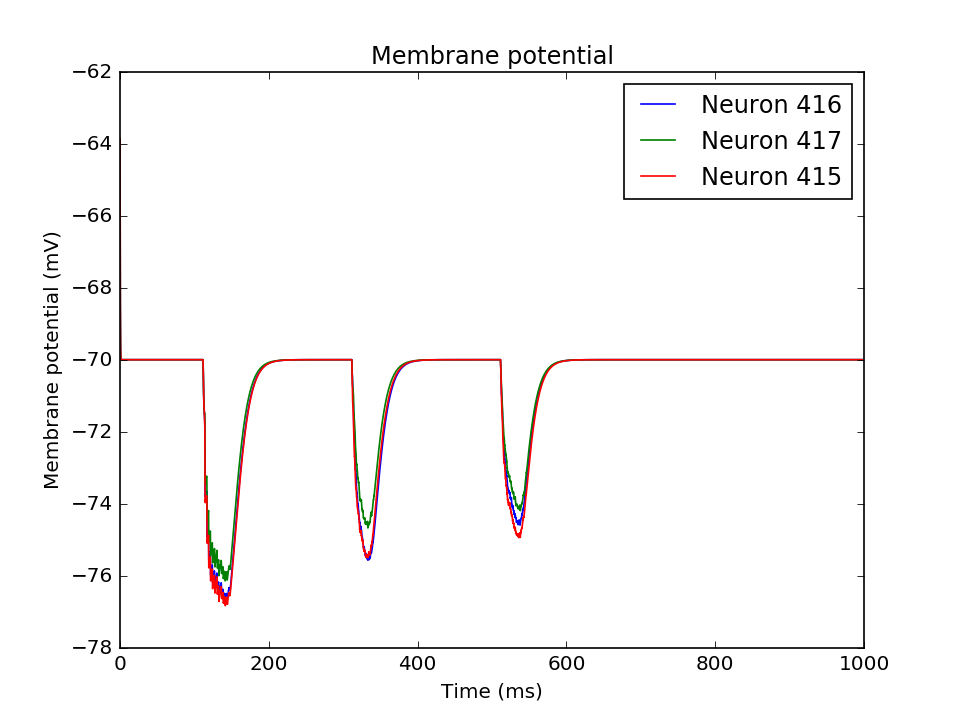 Membrane potential
−62
−64
−66
−68
−70
−72
−74
−76
−78
Membrane potential (mV)
0 200 400 600 800 1000
Time (ms)
Neuron 416
Neuron 417
Neuron 415